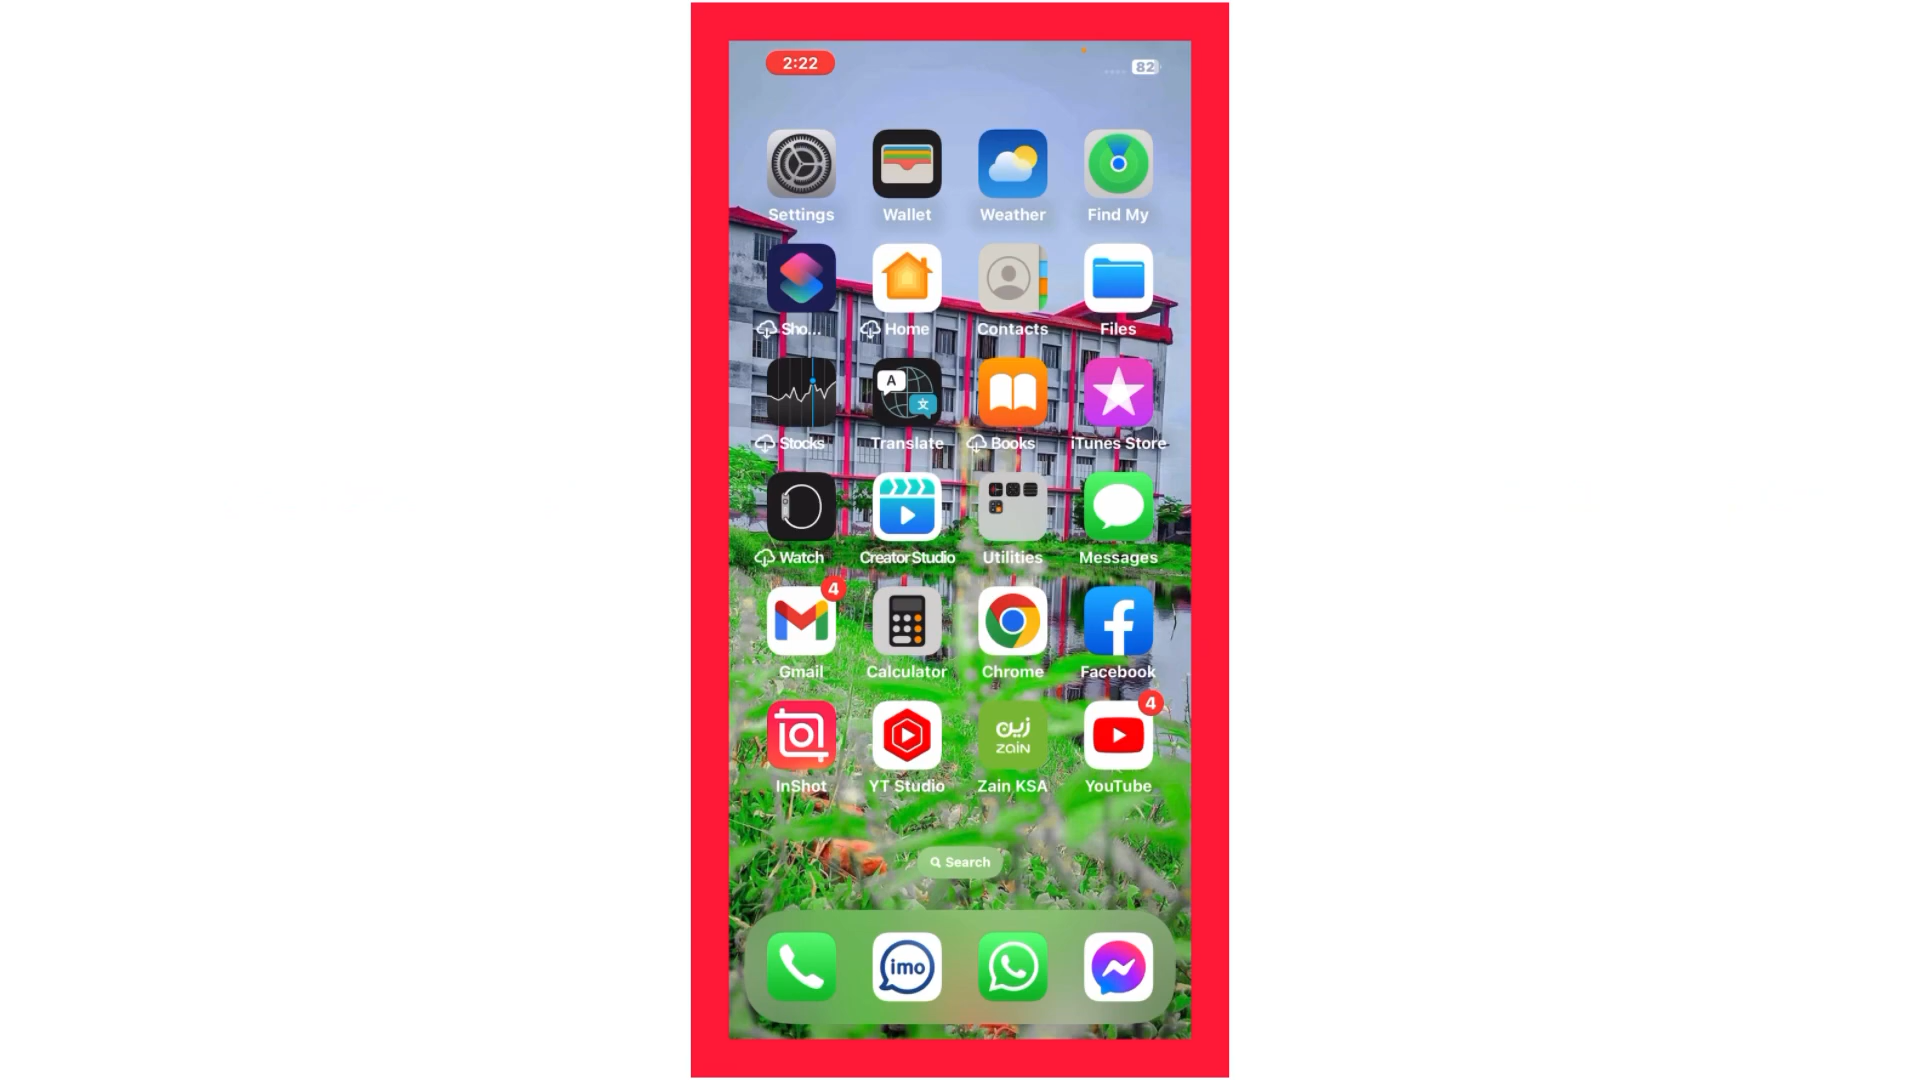 2:22
82
Settings Wallet Weather Find My
Sho... Home Contacts Files
A
文
Stocks Translate Books iTunes Store
Watch Creator Studio Utilities Messages
4
Gmail Calculator Chrome Facebook
4
زين
zain
InShot YT Studio Zain KSA YouTube
Search
imo